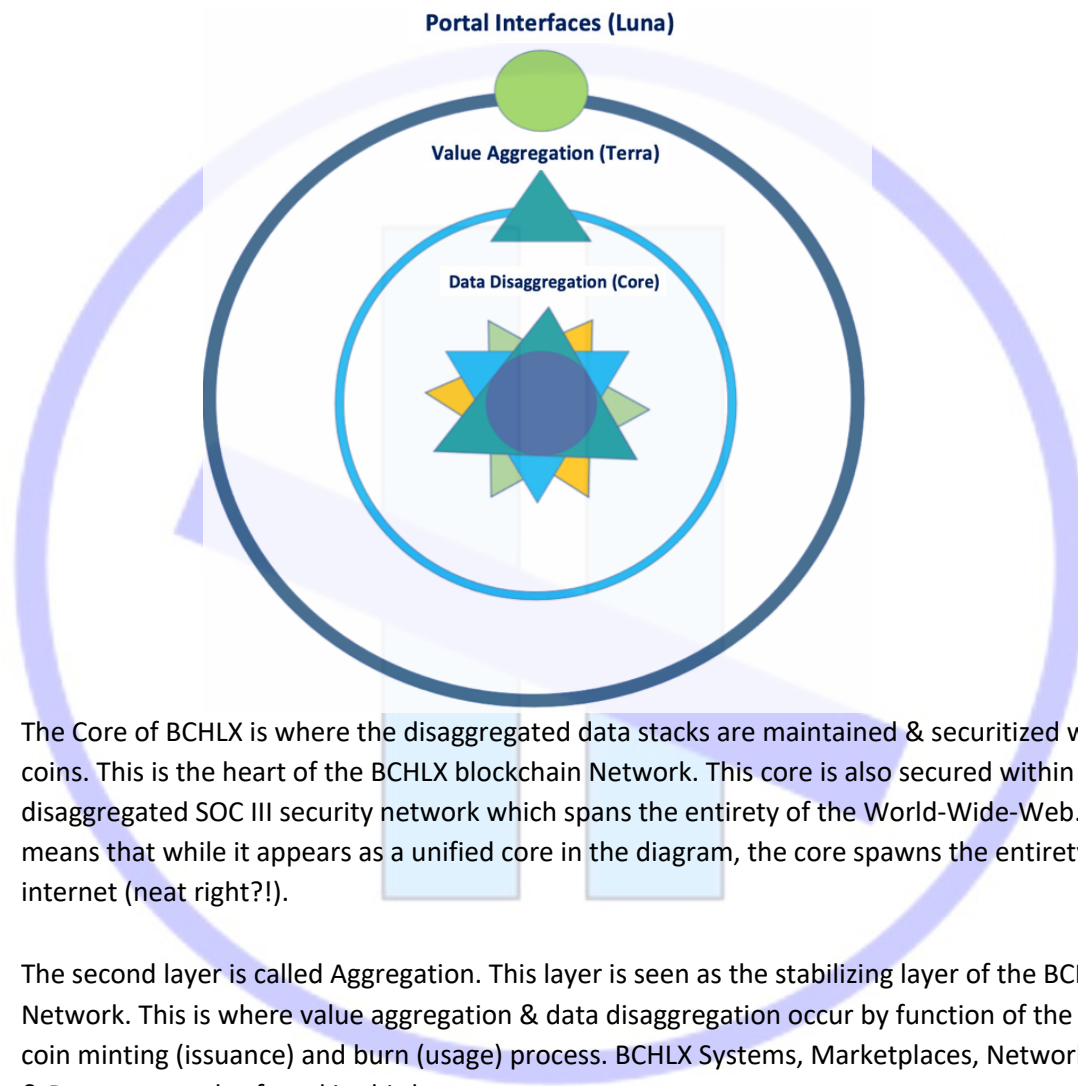 Portal Interfaces (Luna)
Value Aggregation (Terra)
Data Disaggregation (Core)
The Core of BCHLX is where the disaggregated data stacks are maintained & securitized
coins. This is the heart of the BCHLX blockchain Network. This core is also secured within
disaggregated SOC III security network which spans the entirety of the World-Wide-Web.
means that while it appears as a unified core in the diagram, the core spawns the
internet (neat right?!).
The second layer is called Aggregation. This layer is seen as the stabilizing layer of the
Network. This is where value aggregation & data disaggregation occur by function of the
coin minting (issuance) and burn (usage) process. BCHLX Systems, Marketplaces,